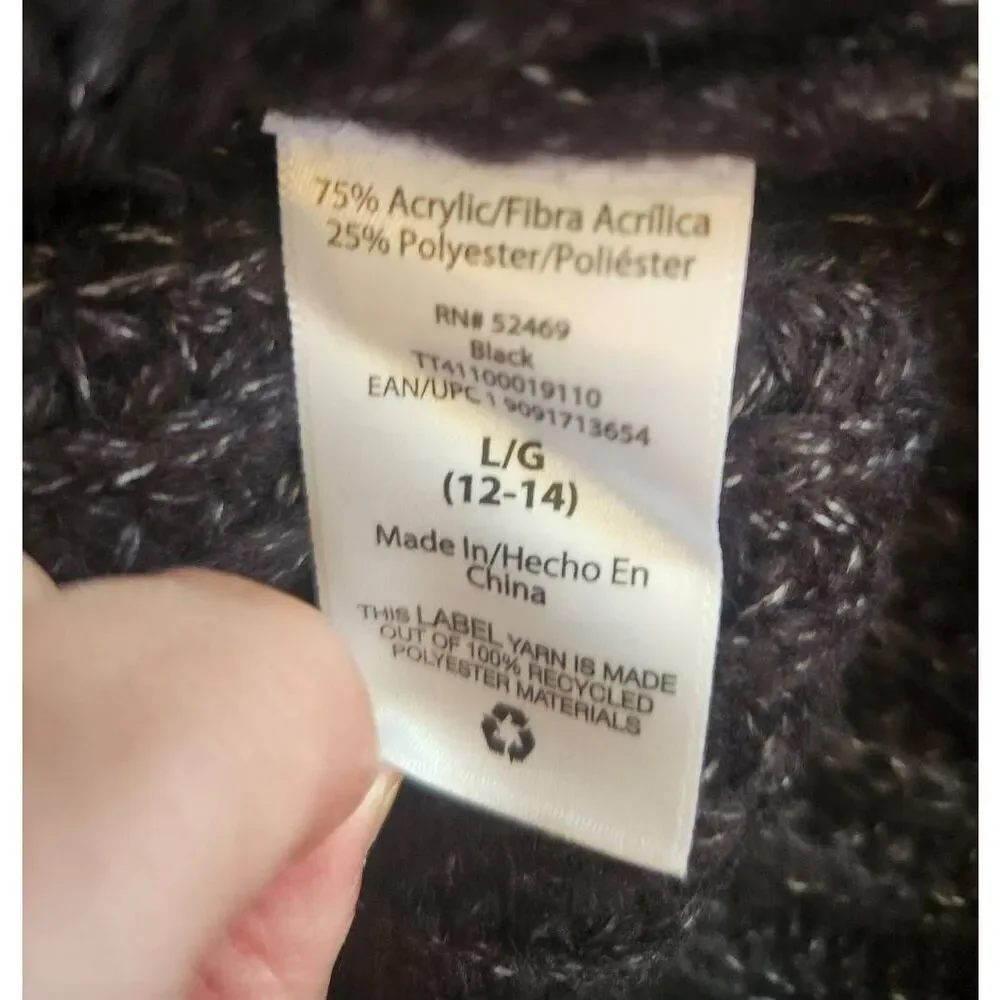 75% Acrylic/Fibra Acrílica
25% Polyester/Poliéster
RN# 52469
Black
TT41100019110
EAN/UPC 1 9091713654
L/G
(12-14)
Made In/Hecho En
China
THIS LABEL YARN IS MADE
OUT OF 100% RECYCLED
POLYESTER MATERIALS